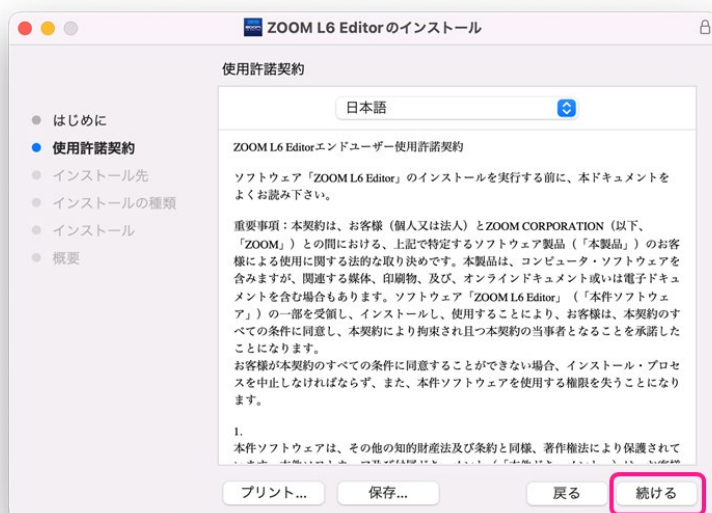 ZOOM L6 Editorのインストール
使用許諾契約
はじめに
使用許諾契約
インストール先
インストールの種類
インストール
概要
日本語
ZOOM L6 Editorエンドユーザー使用許諾契約
ソフトウェア「ZOOM L6 Editor」のインストールを実行する前に、本ドキュメントを
よくお読み下さい。
重要事項：本契約は、お客様（個人又は法人）とZOOM CORPORATION（以下、
「ZOOM」）との間における、上記で特定するソフトウェア製品（「本製品」）のお客
様による使用に関する法的な取り決めです。本製品は、コンピュータ・ソフトウェアを
含みますが、関連する媒体、印刷物、及び、オンラインドキュメント或いは電子ドキュ
メントを含む場合もあります。ソフトウェア「ZOOM L6 Editor」（「本件ソフトウェ
ア」）の一部を受領し、インストールし、使用することにより、お客様は、本契約のす
べての条件に同意し、本契約により拘束され且つ本契約の当事者となることを承諾した
ことになります。
お客様が本契約のすべての条件に同意することができない場合、インストール・プロセ
スを中止しなければならず、また、本件ソフトウェアを使用する権限を失うことになり
ます。
1.
本件ソフトウェアは、その他の知的財産法及び条約と同様、著作権法により保護されて
プリント...
保存...
戻る
続ける